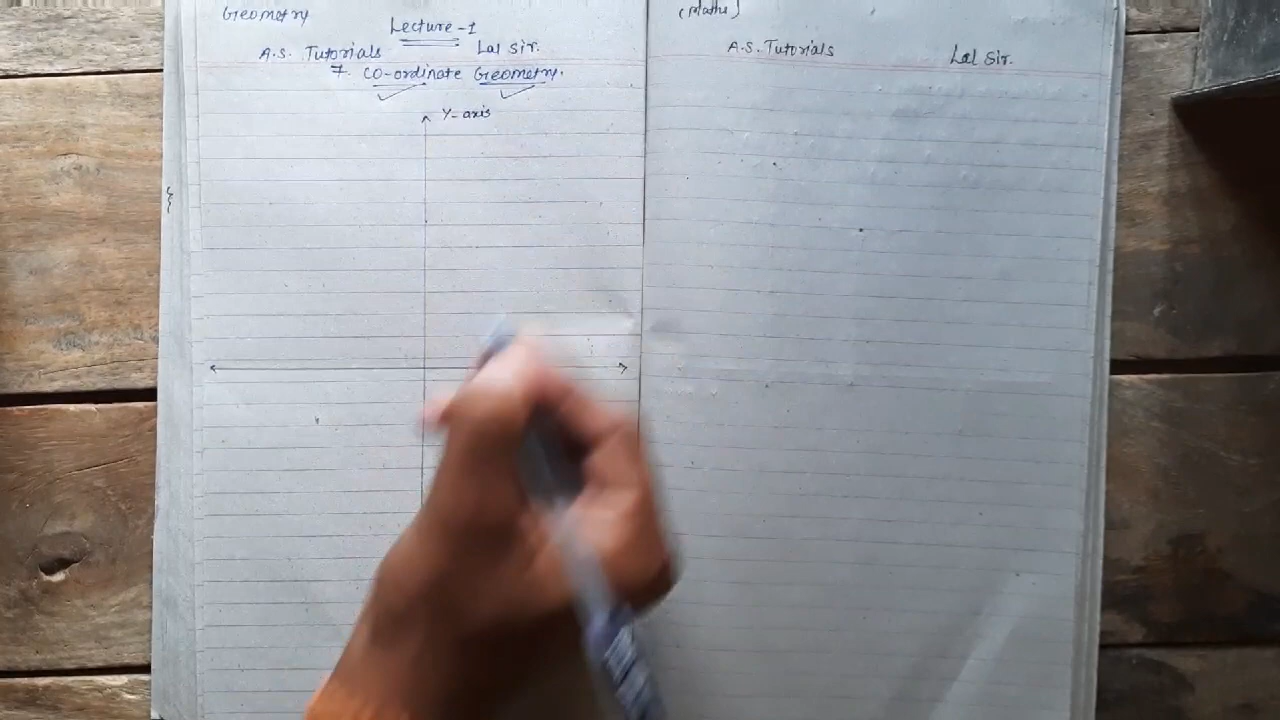 Geometry
Lecture-1
A.S. Tutorials Lal Sir.
7. CO-ordinate Geometry.
Y-axis
(Maths)
A.S. Tutorials Lal Sir.